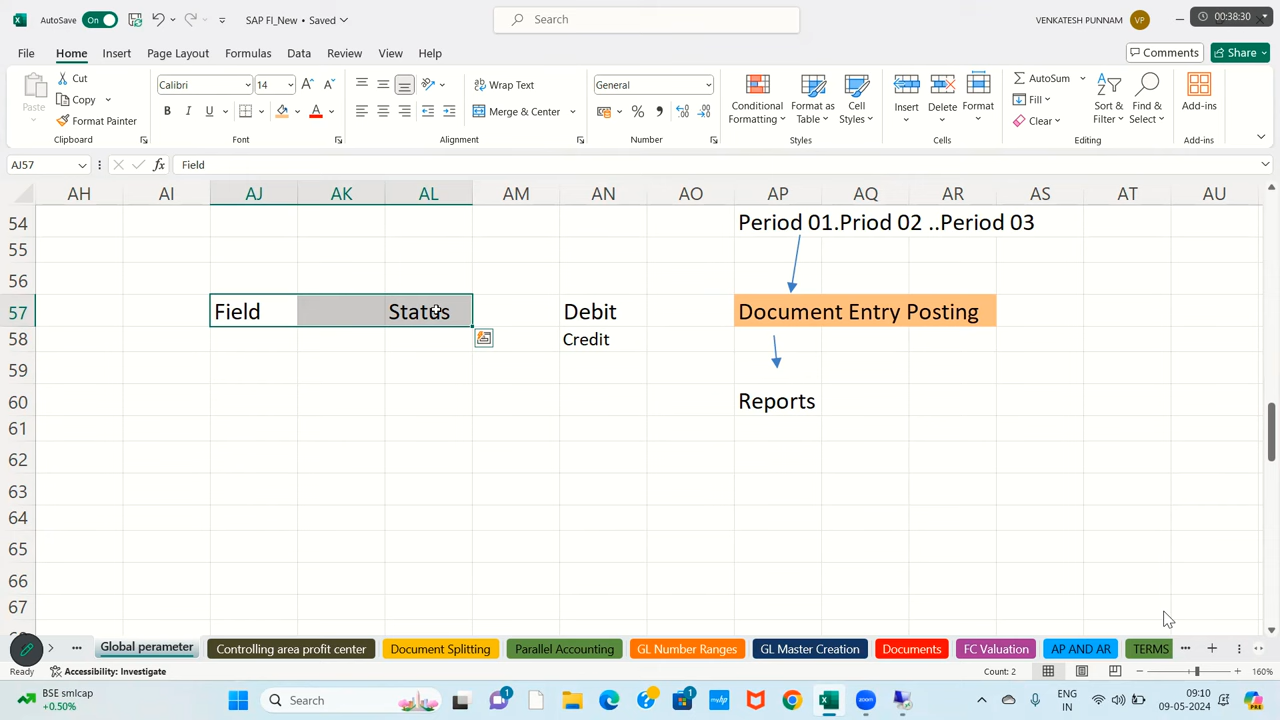 AutoSave On SAP FI_New • Saved Search VENKATESH PUNNAM VP 00:38:30
File Home Insert Page Layout Formulas Data Review View Help Comments Share
Paste Cut Copy Format Painter Clipboard
Calibri 14 B I U A Font
Wrap Text Merge & Center Alignment
General % Number
Conditional Formatting Format as Table Cell Styles Styles
Insert Delete Format Cells
AutoSum Fill Clear Sort & Filter Find & Select Editing
Add-ins Add-ins
AJ57 fx Field
AH AI AJ AK AL AM AN AO AP AQ AR AS AT AU
54 Period 01.Priod 02 ..Period 03
55
56
57 Field Status Debit Document Entry Posting
58 Credit
59
60 Reports
61
62
63
64
65
66
67
Global perameter Controlling area profit center Document Splitting Parallel Accounting GL Number Ranges GL Master Creation Documents FC Valuation AP AND AR TERMS
Ready Accessibility: Investigate Count: 2 160%
BSE smlcap +0.50% Search 1 1 ENG IN 09:10 09-05-2024